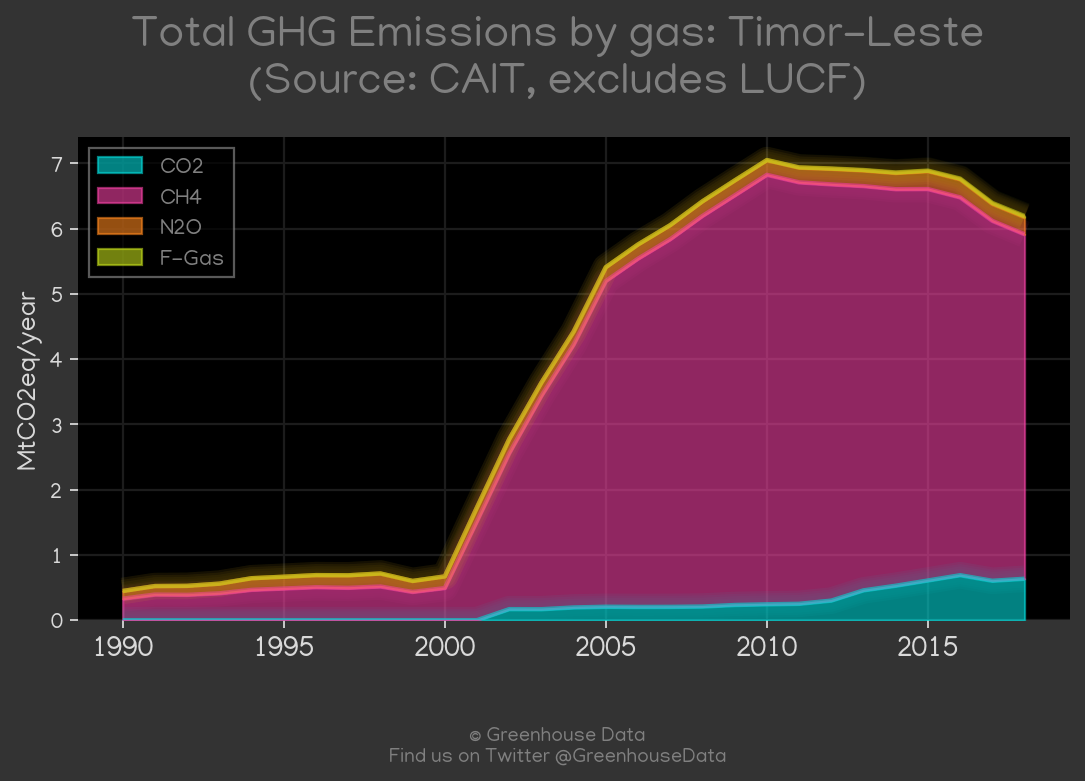 Total GHG Emissions by gas: Timor-Leste
(Source: CAIT, excludes LUCF)
CO2
CH4
N2O
F-Gas
MtCO2eq/year
7
6
5
4
3
2
1
0
1990 1995 2000 2005 2010 2015
© Greenhouse Data
Find us on Twitter @GreenhouseData